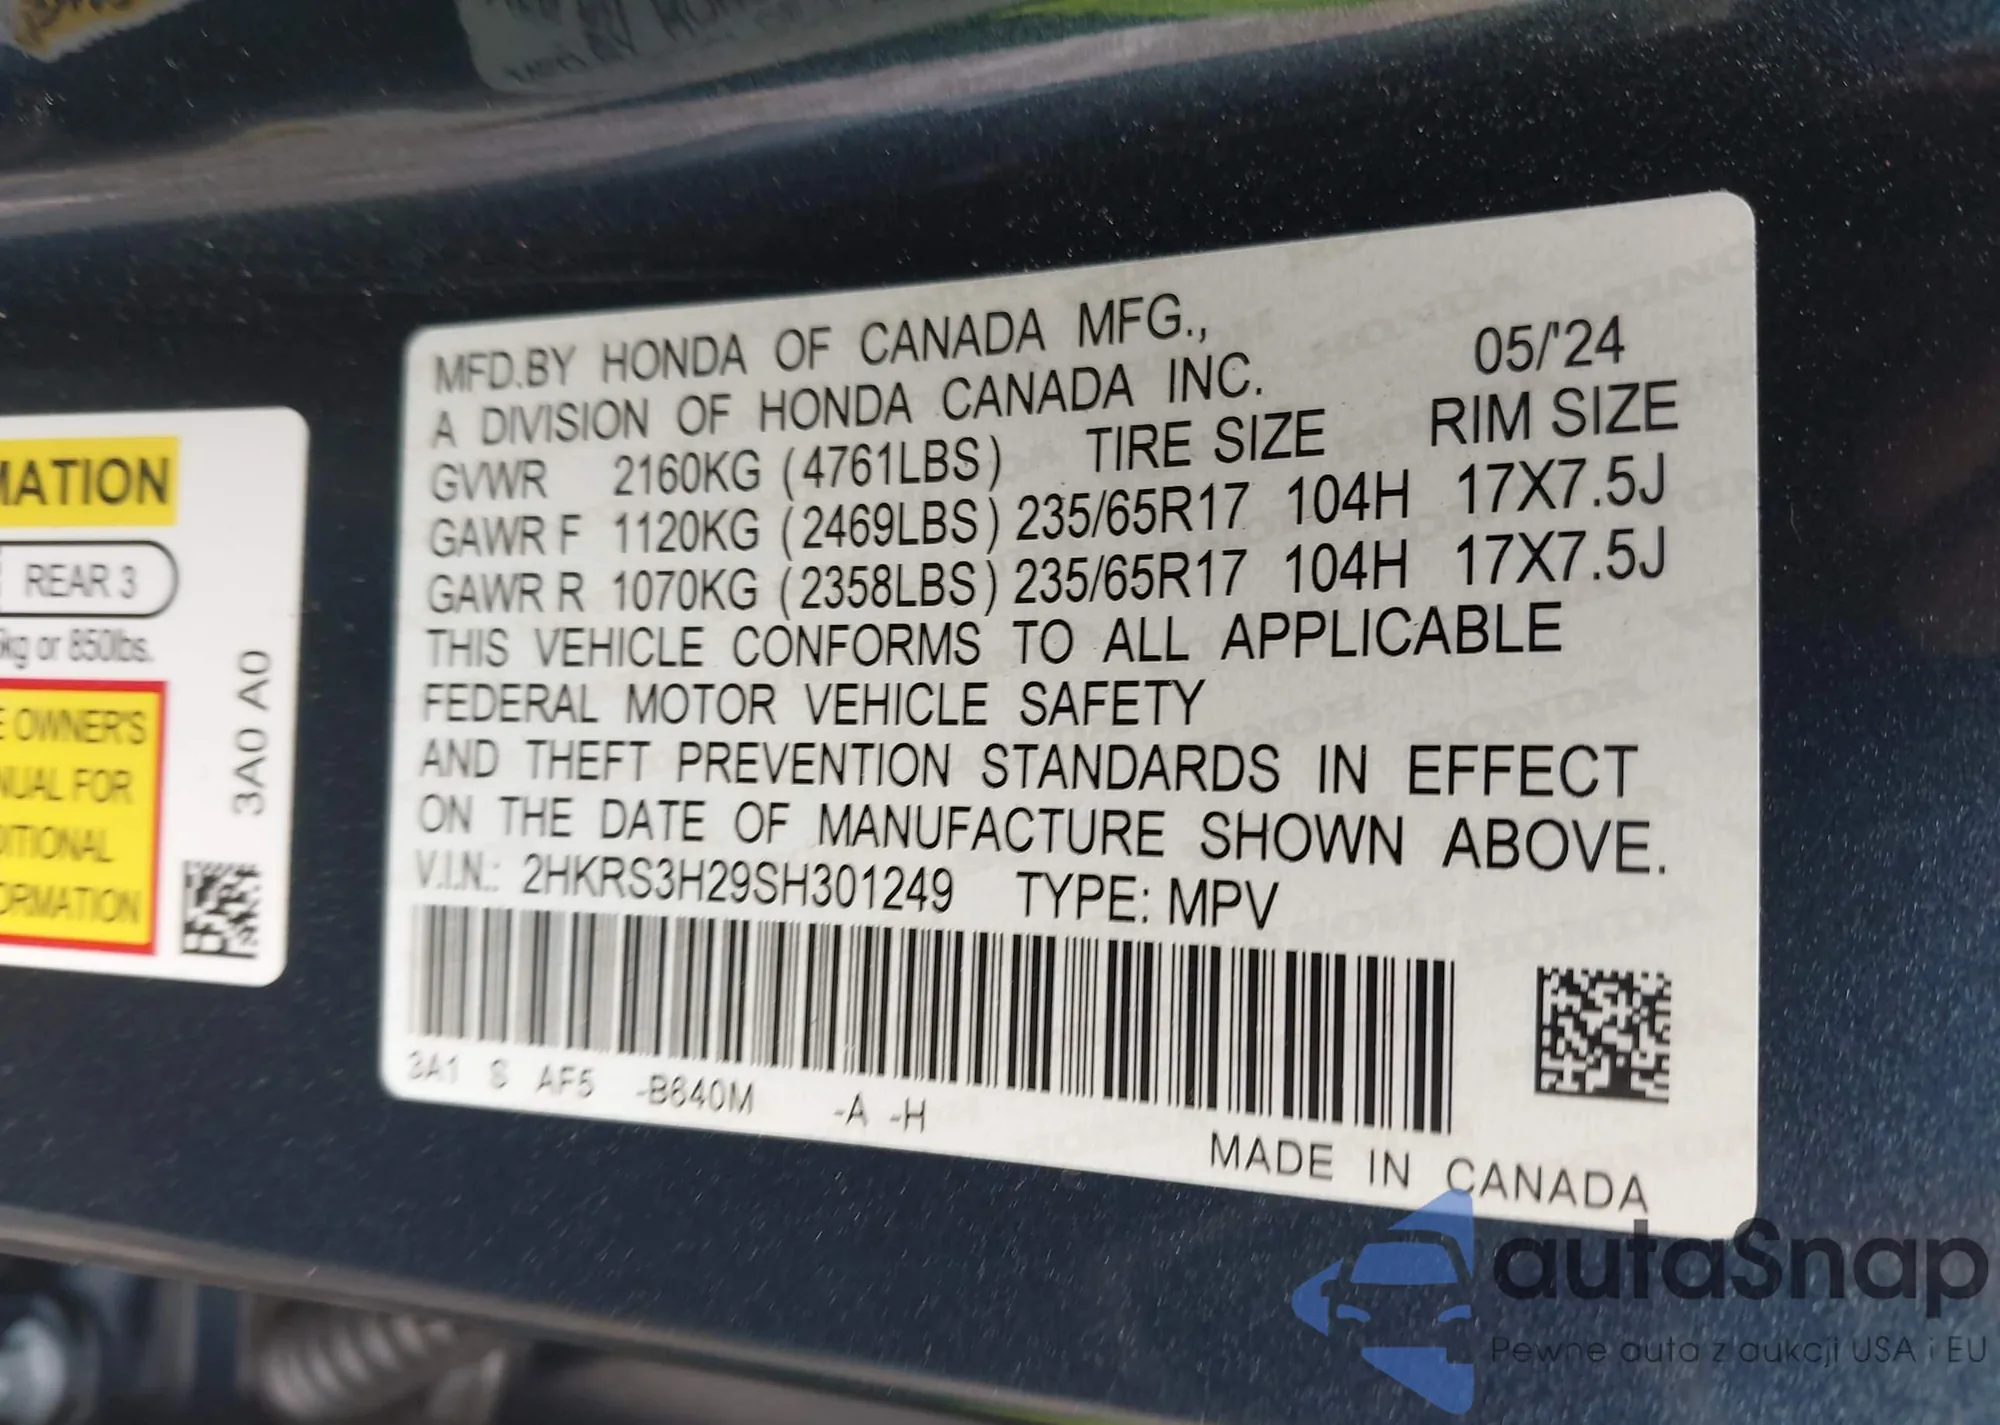 MFD.BY HONDA OF CANADA MFG.,
A DIVISION OF HONDA CANADA INC. 05/'24
GVWR 2160KG (4761LBS) TIRE SIZE RIM SIZE
GAWR F 1120KG (2469LBS) 235/65R17 104H 17X7.5J
GAWR R 1070KG (2358LBS) 235/65R17 104H 17X7.5J
THIS VEHICLE CONFORMS TO ALL APPLICABLE
FEDERAL MOTOR VEHICLE SAFETY
AND THEFT PREVENTION STANDARDS IN EFFECT
ON THE DATE OF MANUFACTURE SHOWN ABOVE.
V.I.N.: 2HKRS3H29SH301249 TYPE: MPV
3A1 S AF5 -B640M -A -H
MADE IN CANADA
MATION
REAR 3
kg or 850lbs.
OWNER'S
NUAL FOR
DITIONAL
ORMATION
3A0 A0
autaSnap
Pewne auta z aukcji USA i EU